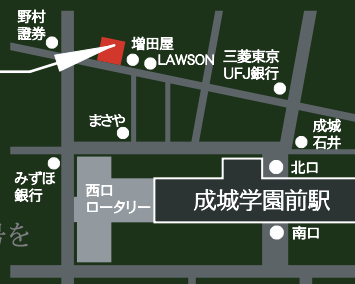 野村
證券
増田屋
LAWSON
三菱東京
UFJ銀行
まさや
成城
石井
みずほ
銀行
西口
ロータリー
北口
成城学園前駅
南口
を